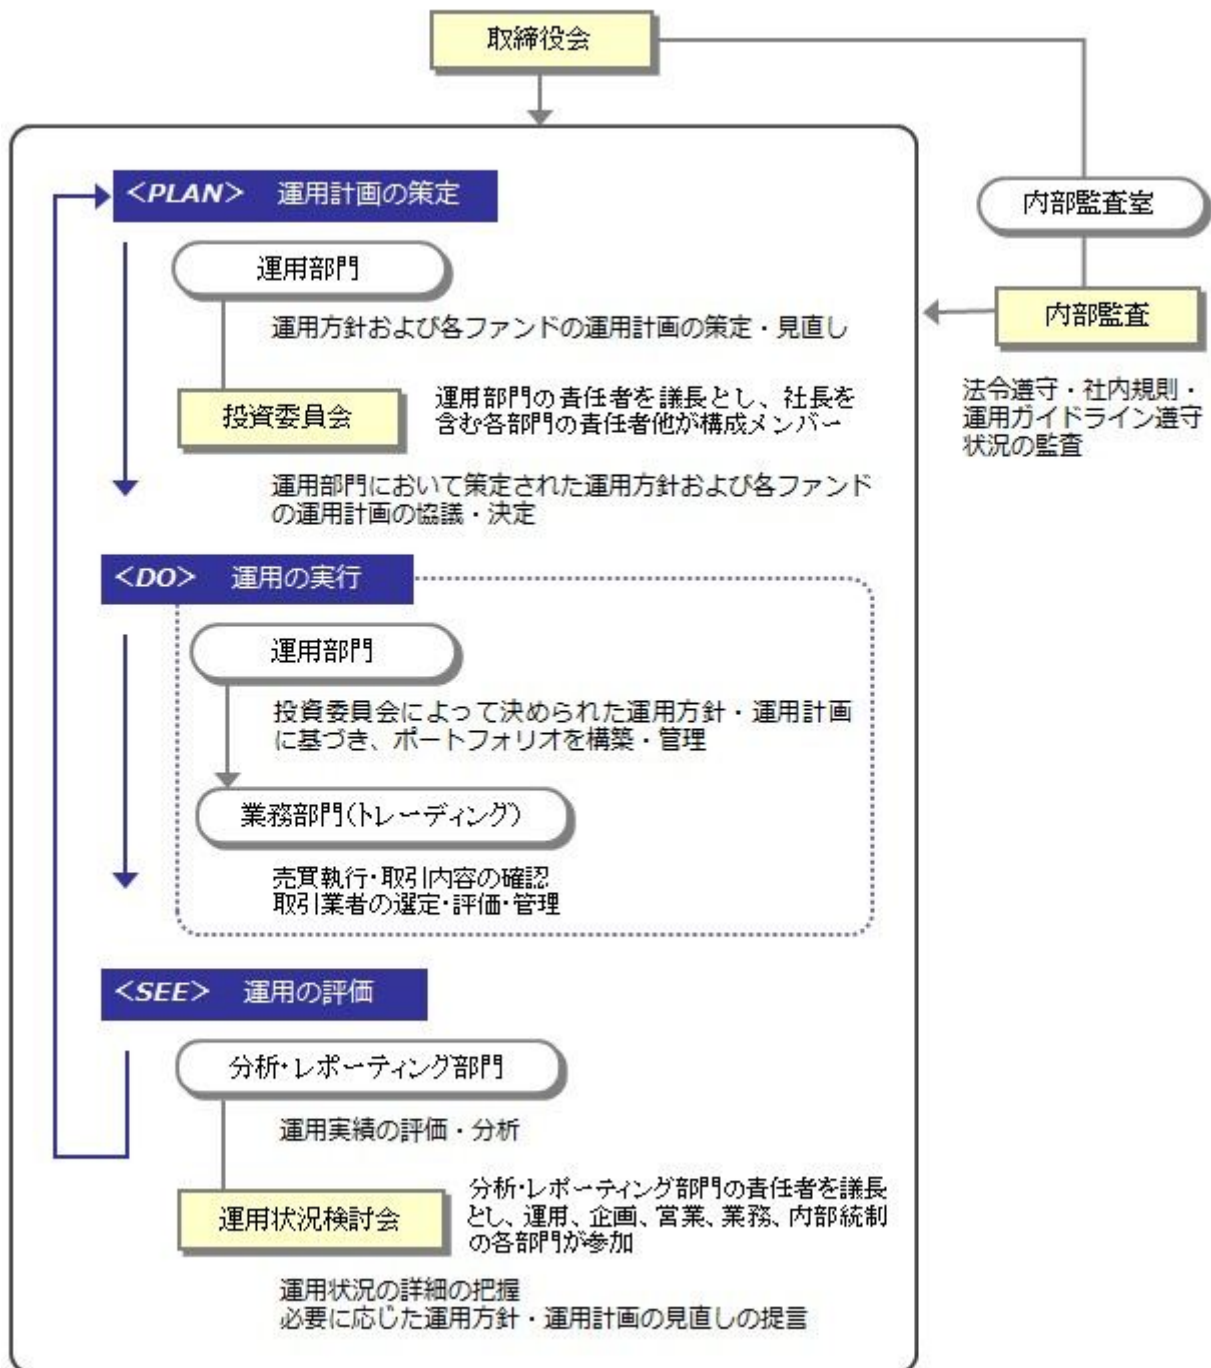 取締役会
<PLAN> 運用計画の策定
運用部門
運用方針および各ファンドの運用計画の策定・見直し
投資委員会
運用部門の責任者を議長とし、社長を
含む各部門の責任者他が構成メンバー
運用部門において策定された運用方針および各ファンド
の運用計画の協議・決定
<DO> 運用の実行
運用部門
投資委員会によって決められた運用方針・運用計画
に基づき、ポートフォリオを構築・管理
業務部門(トレーディング)
売買執行・取引内容の確認
取引業者の選定・評価・管理
<SEE> 運用の評価
分析・レポーティング部門
運用実績の評価・分析
運用状況検討会
分析・レポーティング部門の責任者を議長
とし、運用、企画、営業、業務、内部統制
の各部門が参加
運用状況の詳細の把握
必要に応じた運用方針・運用計画の見直しの提言
内部監査室
内部監査
法令遵守・社内規則・
運用ガイドライン遵守
状況の監査